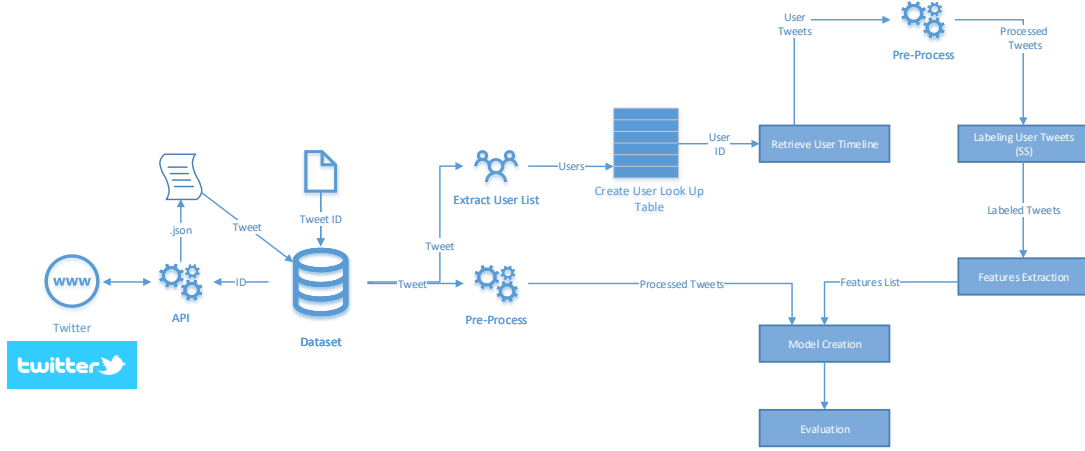 User
Tweets
Pre-Process
Processed
Tweets
Retrieve User Timeline
Labeling User Tweets
(SS)
User
ID
Users
Create User Look Up
Table
Extract User List
Tweet ID
.json
Tweet
Tweet
Labeled Tweets
www
Twitter
twitter
API
ID
Dataset
Tweet
Pre-Process
Processed Tweets
Features List
Features Extraction
Model Creation
Evaluation